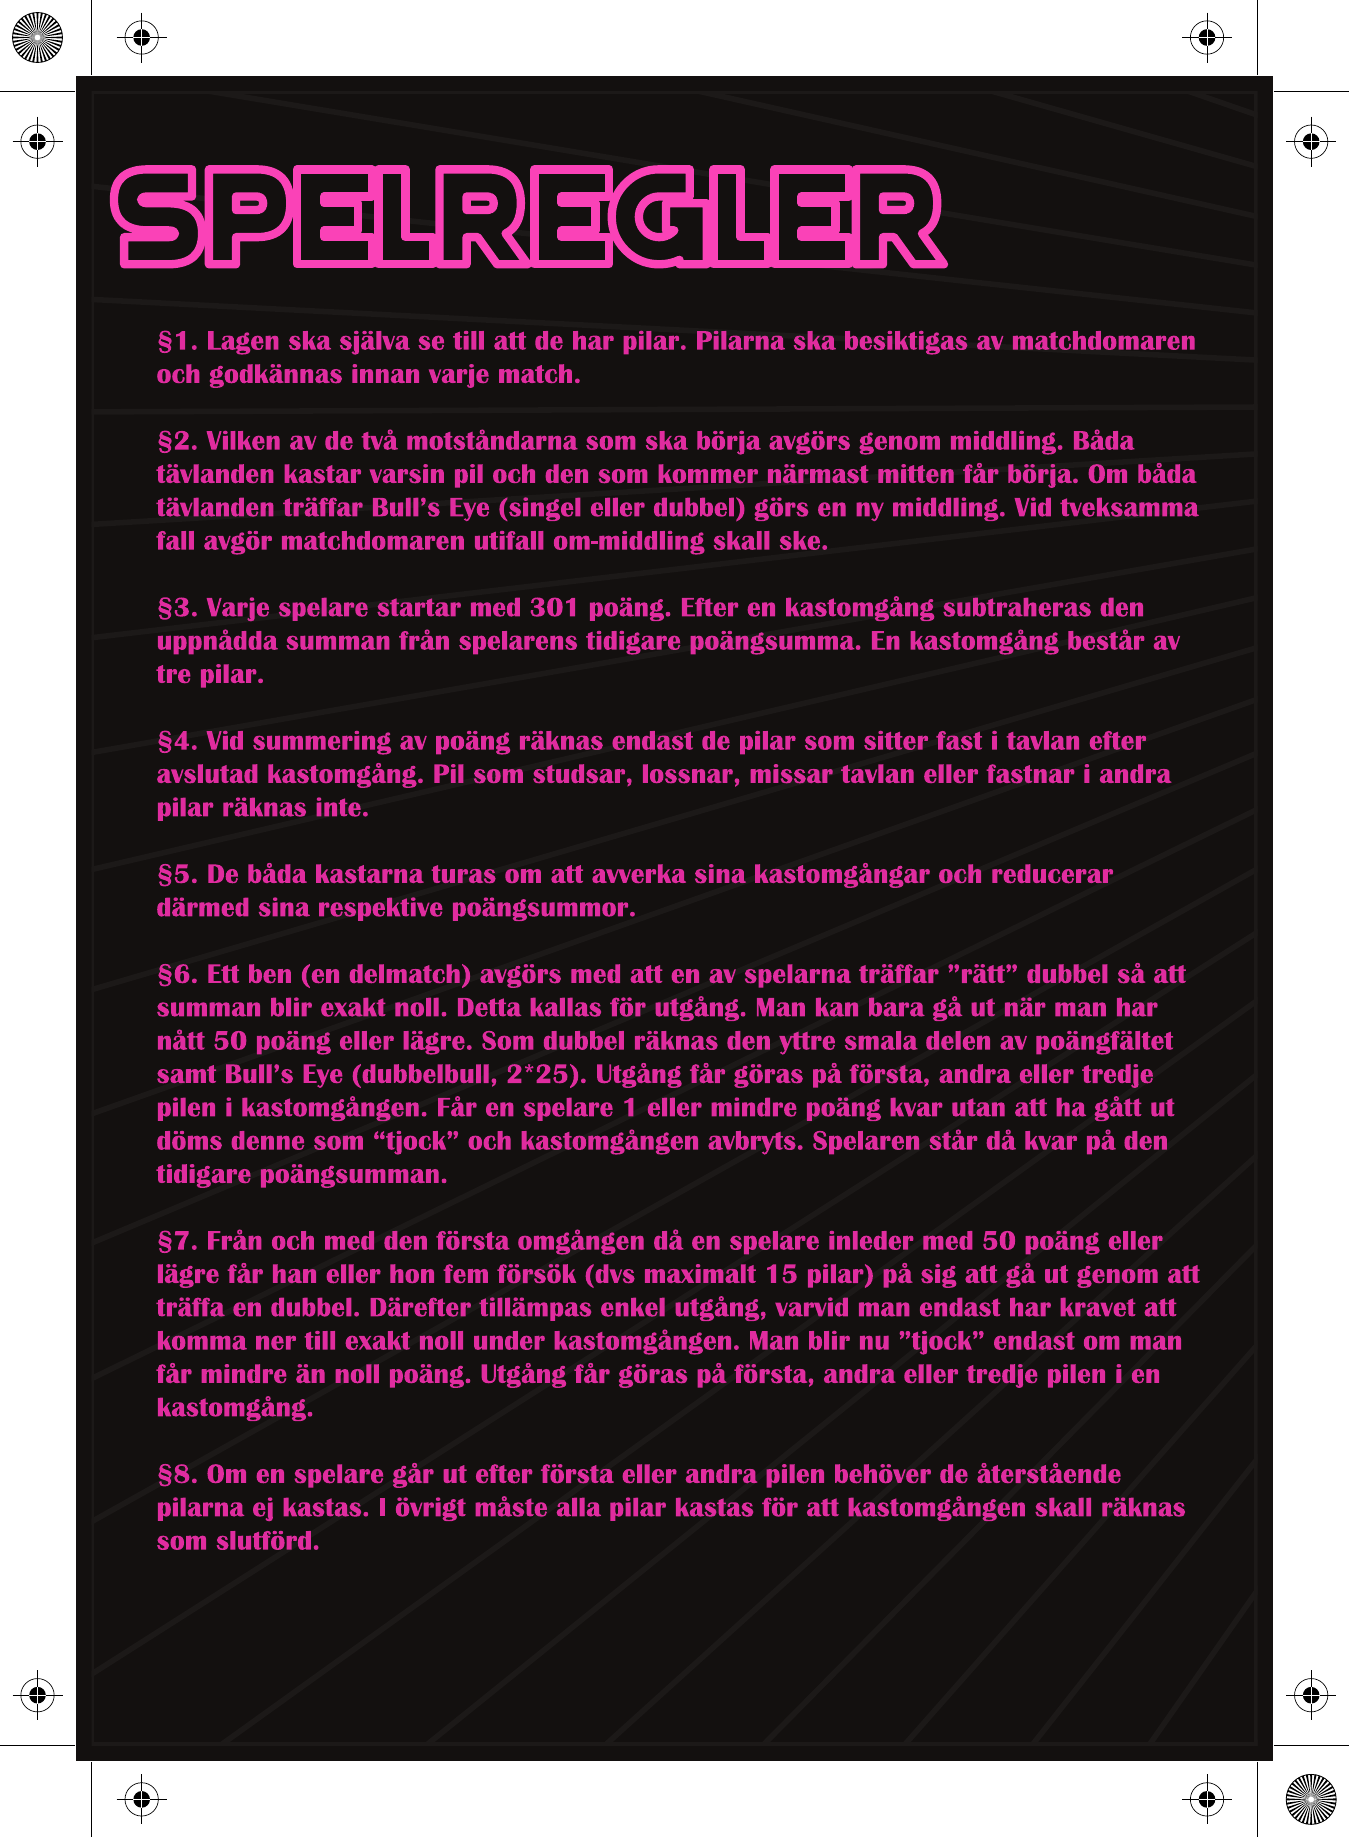 SPELREGLER
§1. Lagen ska själva se till att de har pilar. Pilarna ska besiktigas av matchdomaren
och godkännas innan varje match.
§2. Vilken av de två motståndarna som ska börja avgörs genom middling. Båda
tävlanden kastar varsin pil och den som kommer närmast mitten får börja. Om båda
tävlanden träffar Bull’s Eye (singel eller dubbel) görs en ny middling. Vid tveksamma
fall avgör matchdomaren utifall om-middling skall ske.
§3. Varje spelare startar med 301 poäng. Efter en kastomgång subtraheras den
uppnådda summan från spelarens tidigare poängsumma. En kastomgång består av
tre pilar.
§4. Vid summering av poäng räknas endast de pilar som sitter fast i tavlan efter
avslutad kastomgång. Pil som studsar, lossnar, missar tavlan eller fastnar i andra
pilar räknas inte.
§5. De båda kastarna turas om att avverka sina kastomgångar och reducerar
därmed sina respektive poängsummor.
§6. Ett ben (en delmatch) avgörs med att en av spelarna träffar ”rätt” dubbel så att
summan blir exakt noll. Detta kallas för utgång. Man kan bara gå ut när man har
nått 50 poäng eller lägre. Som dubbel räknas den yttre smala delen av poängfältet
samt Bull’s Eye (dubbelbull, 2*25). Utgång får göras på första, andra eller tredje
pilen i kastomgången. Får en spelare 1 eller mindre poäng kvar utan att ha gått ut
döms denne som “tjock” och kastomgången avbryts. Spelaren står då kvar på den
tidigare poängsumman.
§7. Från och med den första omgången då en spelare inleder med 50 poäng eller
lägre får han eller hon fem försök (dvs maximalt 15 pilar) på sig att gå ut genom att
träffa en dubbel. Därefter tillämpas enkel utgång, varvid man endast har kravet att
komma ner till exakt noll under kastomgången. Man blir nu ”tjock” endast om man
får mindre än noll poäng. Utgång får göras på första, andra eller tredje pilen i en
kastomgång.
§8. Om en spelare går ut efter första eller andra pilen behöver de återstående
pilarna ej kastas. I övrigt måste alla pilar kastas för att kastomgången skall räknas
som slutförd.